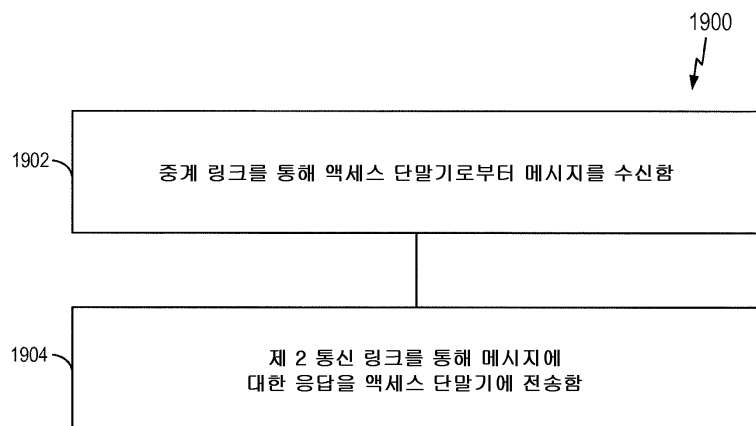 1900
1902
중계 링크를 통해 액세스 단말기로부터 메시지를 수신함
1904
제 2 통신 링크를 통해 메시지에
대한 응답을 액세스 단말기에 전송함